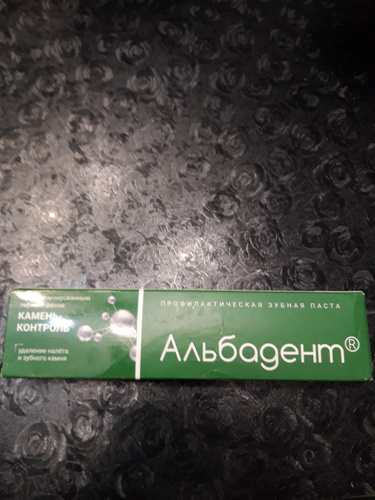 КАМЕНЬ
КОНТРОЛЬ
удаление налёта
и зубного камня
ПРОФИЛАКТИЧЕСКАЯ ЗУБНАЯ ПАСТА
Альбадент®